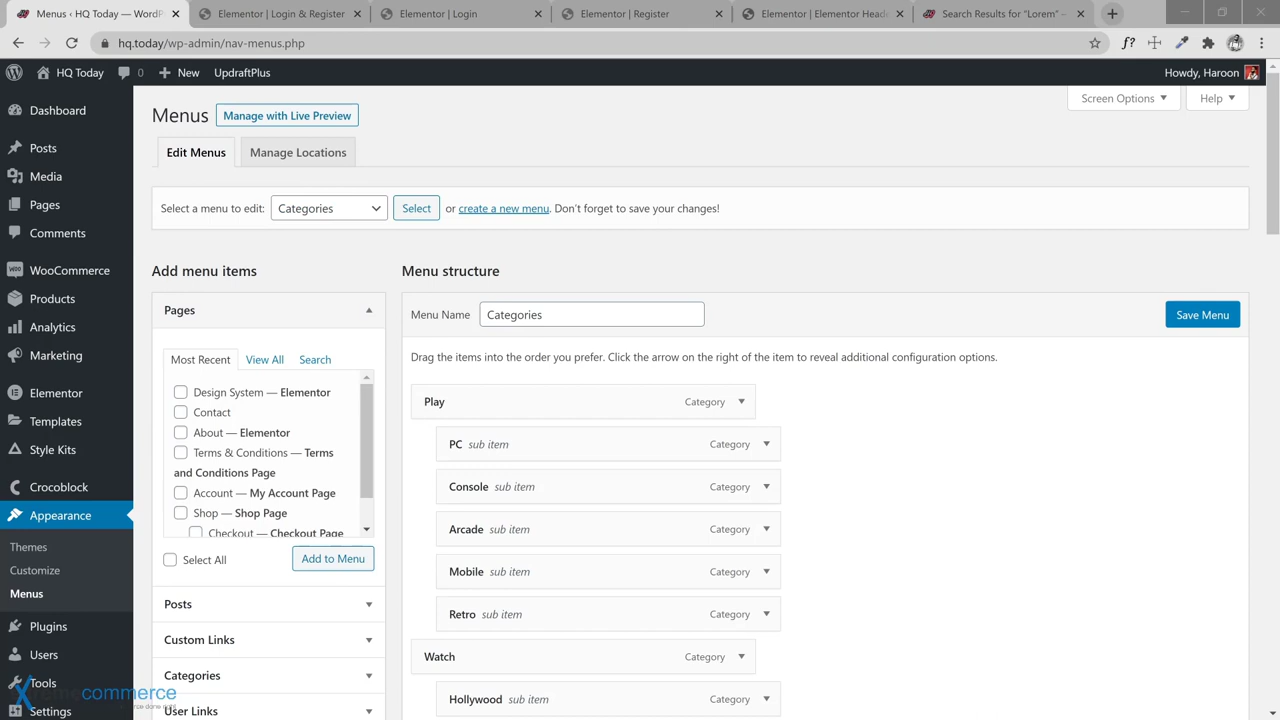 Menus ‹ HQ Today — WordPr
Elementor | Login & Register
Elementor | Login
Elementor | Register
Elementor | Elementor Heade
Search Results for “Lorem” –
hq.today/wp-admin/nav-menus.php
f?
HQ Today
0
New
UpdraftPlus
Howdy, Haroon
Dashboard
Posts
Media
Pages
Comments
WooCommerce
Products
Analytics
Marketing
Elementor
Templates
Style Kits
Crocoblock
Appearance
Themes
Customize
Menus
Plugins
Users
Tools
Settings
Xtremecommerce
Menus
Manage with Live Preview
Screen Options
Help
Edit Menus
Manage Locations
Select a menu to edit:
Categories
Select
or create a new menu. Don’t forget to save your changes!
Add menu items
Pages
Most Recent
View All
Search
Design System — Elementor
Contact
About — Elementor
Terms & Conditions — Terms
and Conditions Page
Account — My Account Page
Shop — Shop Page
Checkout — Checkout Page
Select All
Add to Menu
Posts
Custom Links
Categories
User Links
Menu structure
Menu Name
Categories
Save Menu
Drag the items into the order you prefer. Click the arrow on the right of the item to reveal additional configuration options.
Play
Category
PC sub item
Category
Console sub item
Category
Arcade sub item
Category
Mobile sub item
Category
Retro sub item
Category
Watch
Category
Hollywood sub item
Category